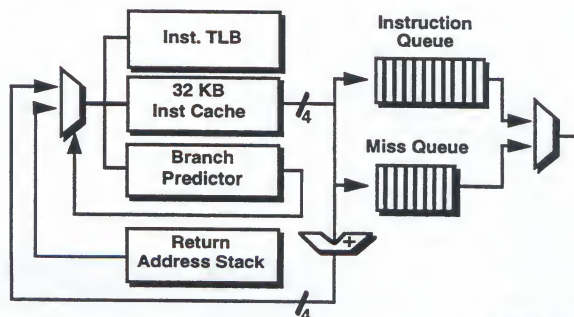 Inst. TLB
32 KB
Inst Cache
4
Branch
Predictor
Return
Address Stack
4
Instruction
Queue
Miss Queue
+